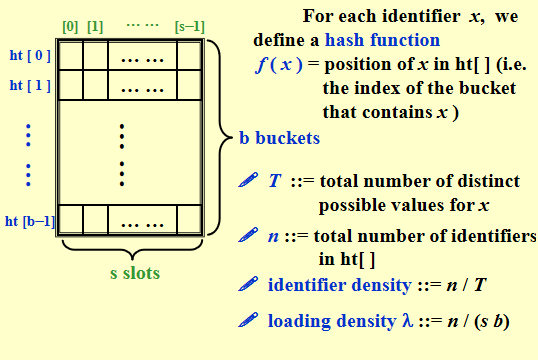 [0] [1] ... ... [s–1]
ht [ 0 ] ... ...
ht [ 1 ] ... ...
ht [b–1] ... ...
s slots
b buckets
For each identifier x, we
define a hash function
f ( x ) = position of x in ht[ ] (i.e.
the index of the bucket
that contains x )
T ::= total number of distinct
possible values for x
n ::= total number of identifiers
in ht[ ]
identifier density ::= n / T
loading density λ ::= n / (s b)